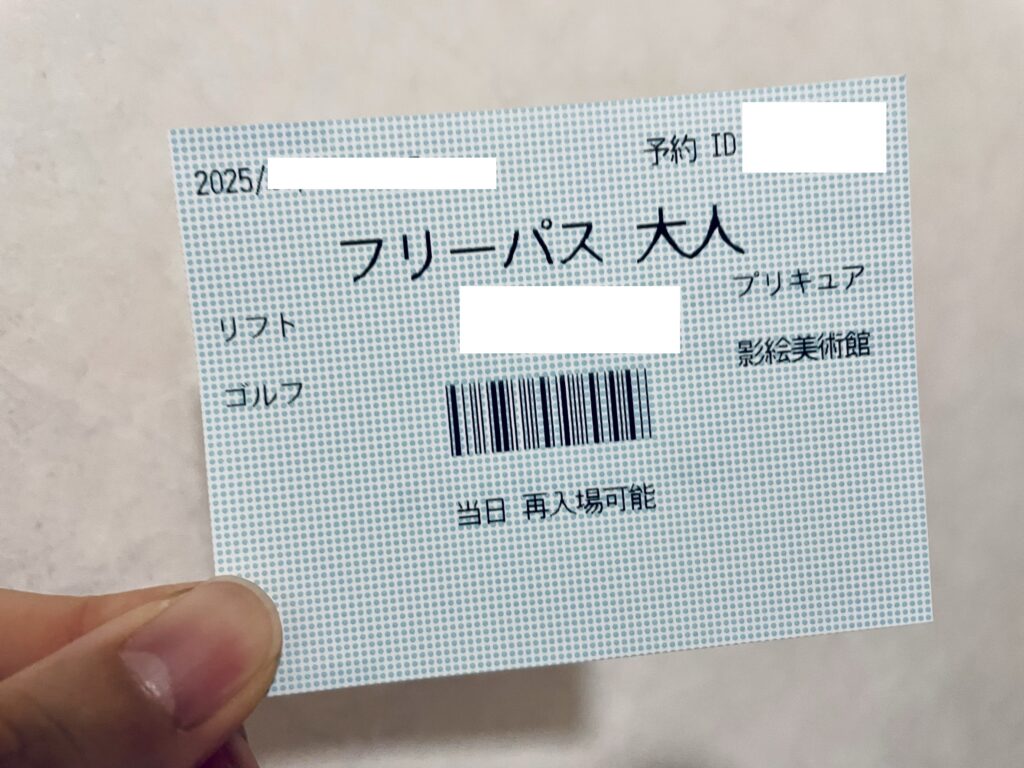 2025/
予約 ID
フリーパス 大人
プリキュア
リフト
影絵美術館
ゴルフ
当日 再入場可能